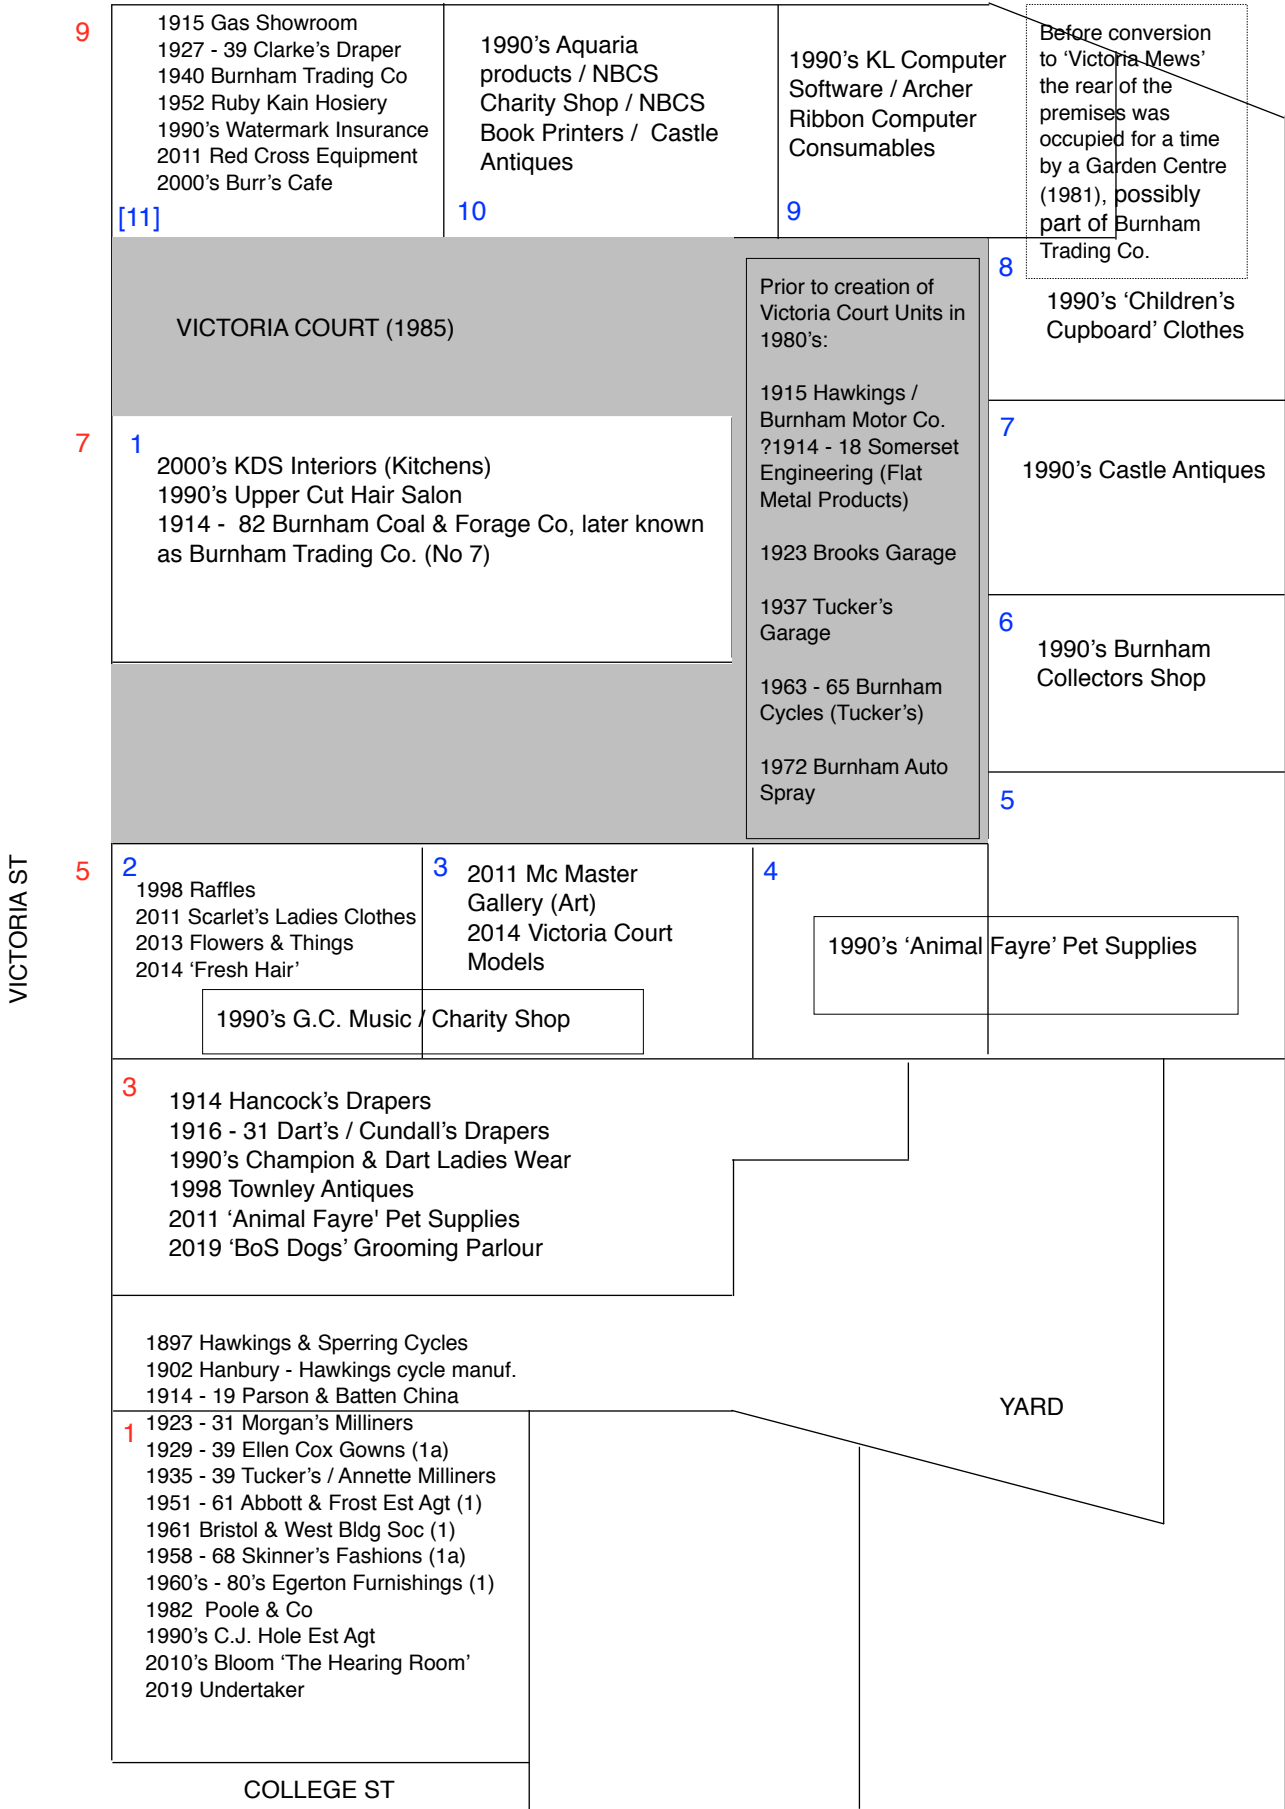 9
1915 Gas Showroom
1927 - 39 Clarke’s Draper
1940 Burnham Trading Co
1952 Ruby Kain Hosiery
1990’s Watermark Insurance
2011 Red Cross Equipment
2000’s Burr’s Cafe
[11]
1990’s Aquaria
products / NBCS
Charity Shop / NBCS
Book Printers / Castle
Antiques
10
1990’s KL Computer
Software / Archer
Ribbon Computer
Consumables
9
Before conversion
to ‘Victoria Mews’
the rear of the
premises was
occupied for a time
by a Garden Centre
(1981), possibly
part of Burnham
Trading Co.
8
1990’s ‘Children’s
Cupboard’ Clothes
VICTORIA COURT (1985)
Prior to creation of
Victoria Court Units in
1980’s:
1915 Hawkings /
Burnham Motor Co.
?1914 - 18 Somerset
Engineering (Flat
Metal Products)
1923 Brooks Garage
1937 Tucker’s
Garage
1963 - 65 Burnham
Cycles (Tucker’s)
1972 Burnham Auto
Spray
7
1
2000’s KDS Interiors (Kitchens)
1990’s Upper Cut Hair Salon
1914 - 82 Burnham Coal & Forage Co, later known
as Burnham Trading Co. (No 7)
7
1990’s Castle Antiques
6
1990’s Burnham
Collectors Shop
5
VICTORIA ST
5
2
1998 Raffles
2011 Scarlet’s Ladies Clothes
2013 Flowers & Things
2014 ‘Fresh Hair’
3
2011 Mc Master
Gallery (Art)
2014 Victoria Court
Models
1990’s G.C. Music / Charity Shop
4
1990’s ‘Animal Fayre’ Pet Supplies
3
1914 Hancock’s Drapers
1916 - 31 Dart’s / Cundall’s Drapers
1990’s Champion & Dart Ladies Wear
1998 Townley Antiques
2011 ‘Animal Fayre' Pet Supplies
2019 ‘BoS Dogs’ Grooming Parlour
1897 Hawkings & Sperring Cycles
1902 Hanbury - Hawkings cycle manuf.
1914 - 19 Parson & Batten China
1
1923 - 31 Morgan’s Milliners
1929 - 39 Ellen Cox Gowns (1a)
1935 - 39 Tucker’s / Annette Milliners
1951 - 61 Abbott & Frost Est Agt (1)
1961 Bristol & West Bldg Soc (1)
1958 - 68 Skinner’s Fashions (1a)
1960’s - 80’s Egerton Furnishings (1)
1982 Poole & Co
1990’s C.J. Hole Est Agt
2010’s Bloom ‘The Hearing Room’
2019 Undertaker
YARD
COLLEGE ST